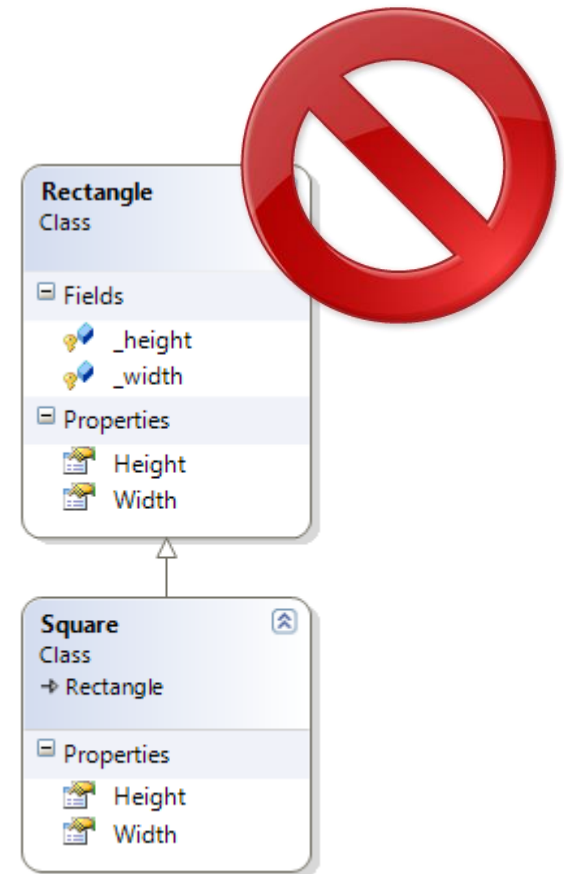 Rectangle
Class
Fields
_height
_width
Properties
Height
Width
Square
Class
Rectangle
Properties
Height
Width